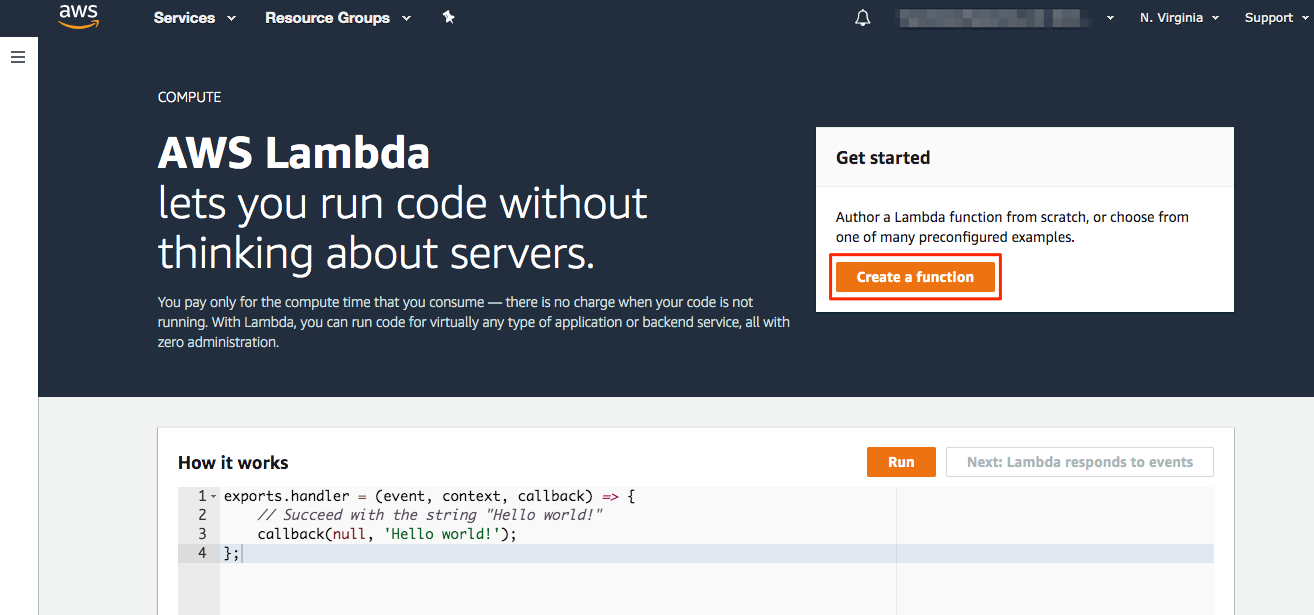 aws
Services
Resource Groups
N. Virginia
Support
COMPUTE
AWS Lambda
lets you run code without
thinking about servers.
You pay only for the compute time that you consume — there is no charge when your code is not
running. With Lambda, you can run code for virtually any type of application or backend service, all with
zero administration.
Get started
Author a Lambda function from scratch, or choose from
one of many preconfigured examples.
Create a function
How it works
Run
Next: Lambda responds to events
1 exports.handler = (event, context, callback) => {
2 // Succeed with the string "Hello world!"
3 callback(null, 'Hello world!');
4 };